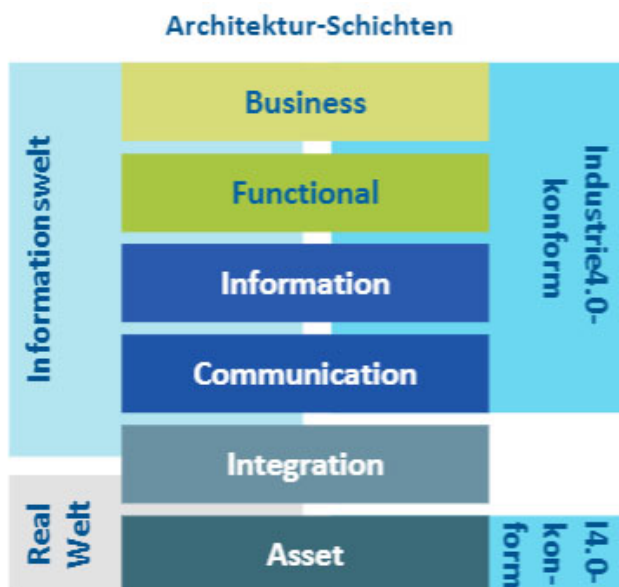 Architektur-Schichten
Informationswelt
Real
Welt
Business
Functional
Information
Communication
Integration
Asset
Industrie4.0-
konform
I4.0-
kon-
form